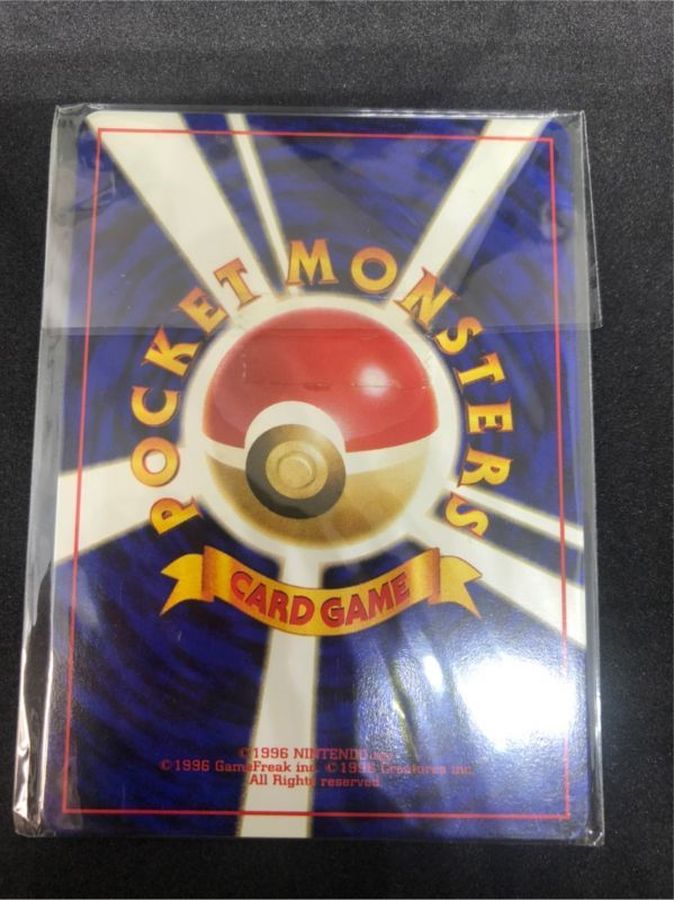 POCKET MONSTERS
CARD GAME
©1996 NINTENDO
©1996 GameFreak inc. ©1996 Creatures inc.
All Rights reserved.